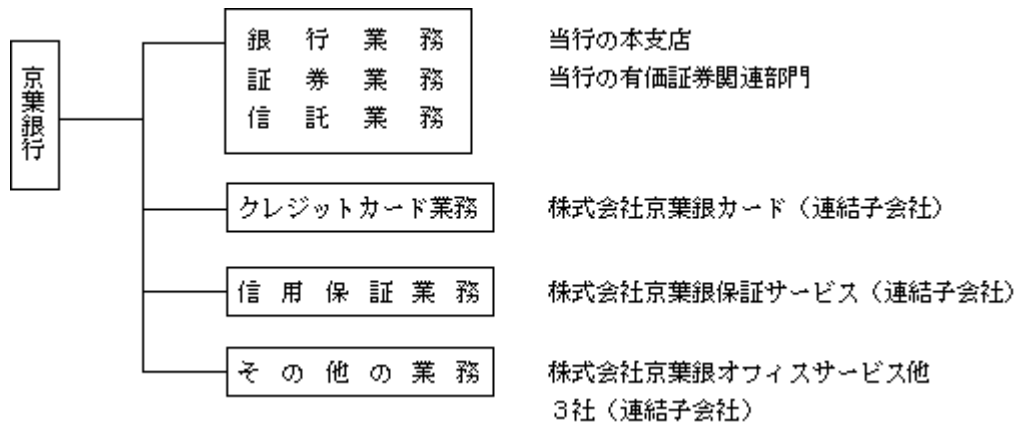 京葉銀行
銀行業務 当行の本支店
証券業務 当行の有価証券関連部門
信託業務
クレジットカード業務 株式会社京葉銀カード（連結子会社）
信用保証業務 株式会社京葉銀保証サービス（連結子会社）
その他の業務 株式会社京葉銀オフィスサービス他
３社（連結子会社）